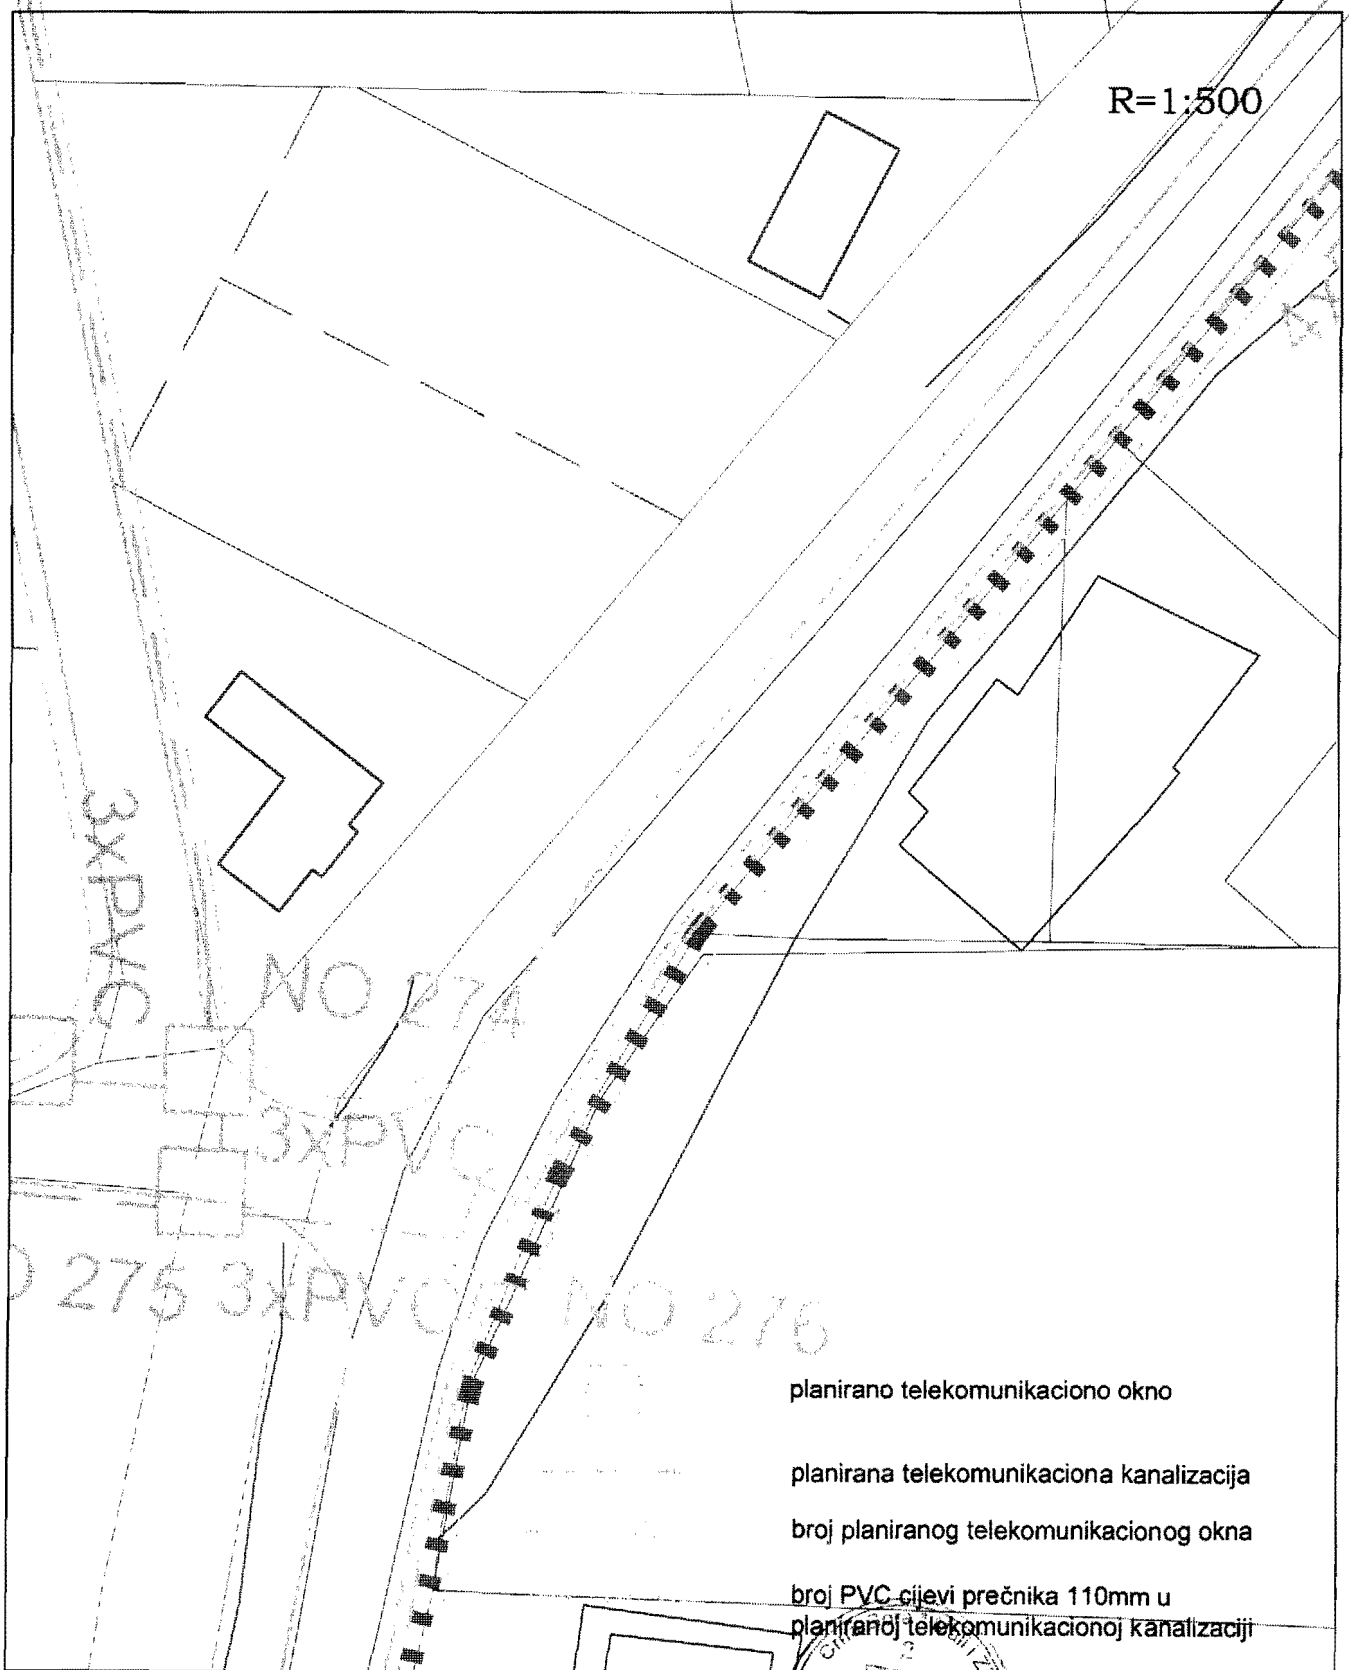 R=1:500
3xPVC
NO 274
3xPVC
275 3xPVC NO 276
planirano telekomunikaciono okno
planirana telekomunikaciona kanalizacija
broj planiranog telekomunikacionog okna
broj PVC cijevi prečnika 110mm u
planiranoj telekomunikacionoj kanalizaciji